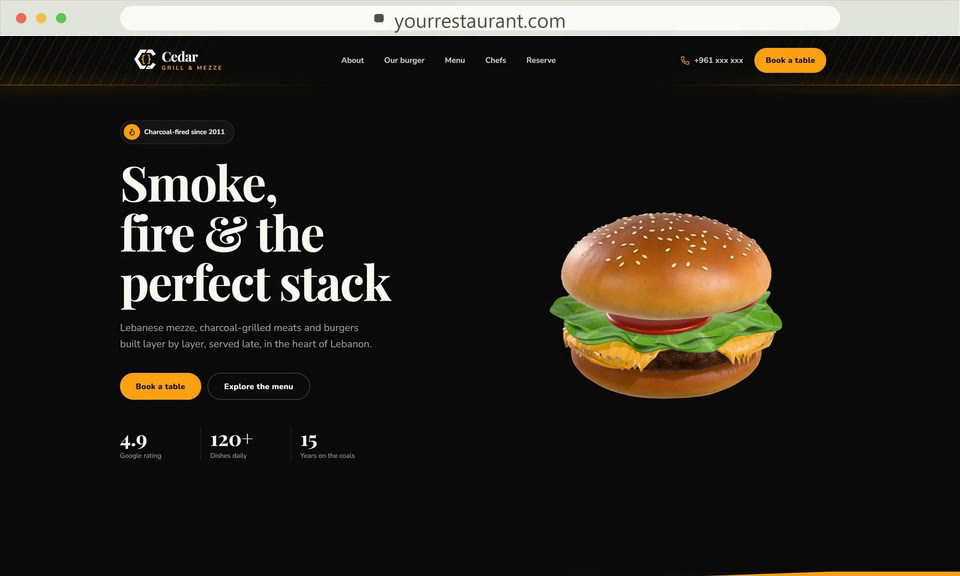 yourrestaurant.com
Cedar
GRILL & MEZZE
About
Our burger
Menu
Chefs
Reserve
+961 xxx xxx
Book a table
Charcoal-fired since 2011
Smoke,
fire & the
perfect stack
Lebanese mezze, charcoal-grilled meats and burgers
built layer by layer, served late, in the heart of Lebanon.
Book a table
Explore the menu
4.9
Google rating
120+
Dishes daily
15
Years on the coals